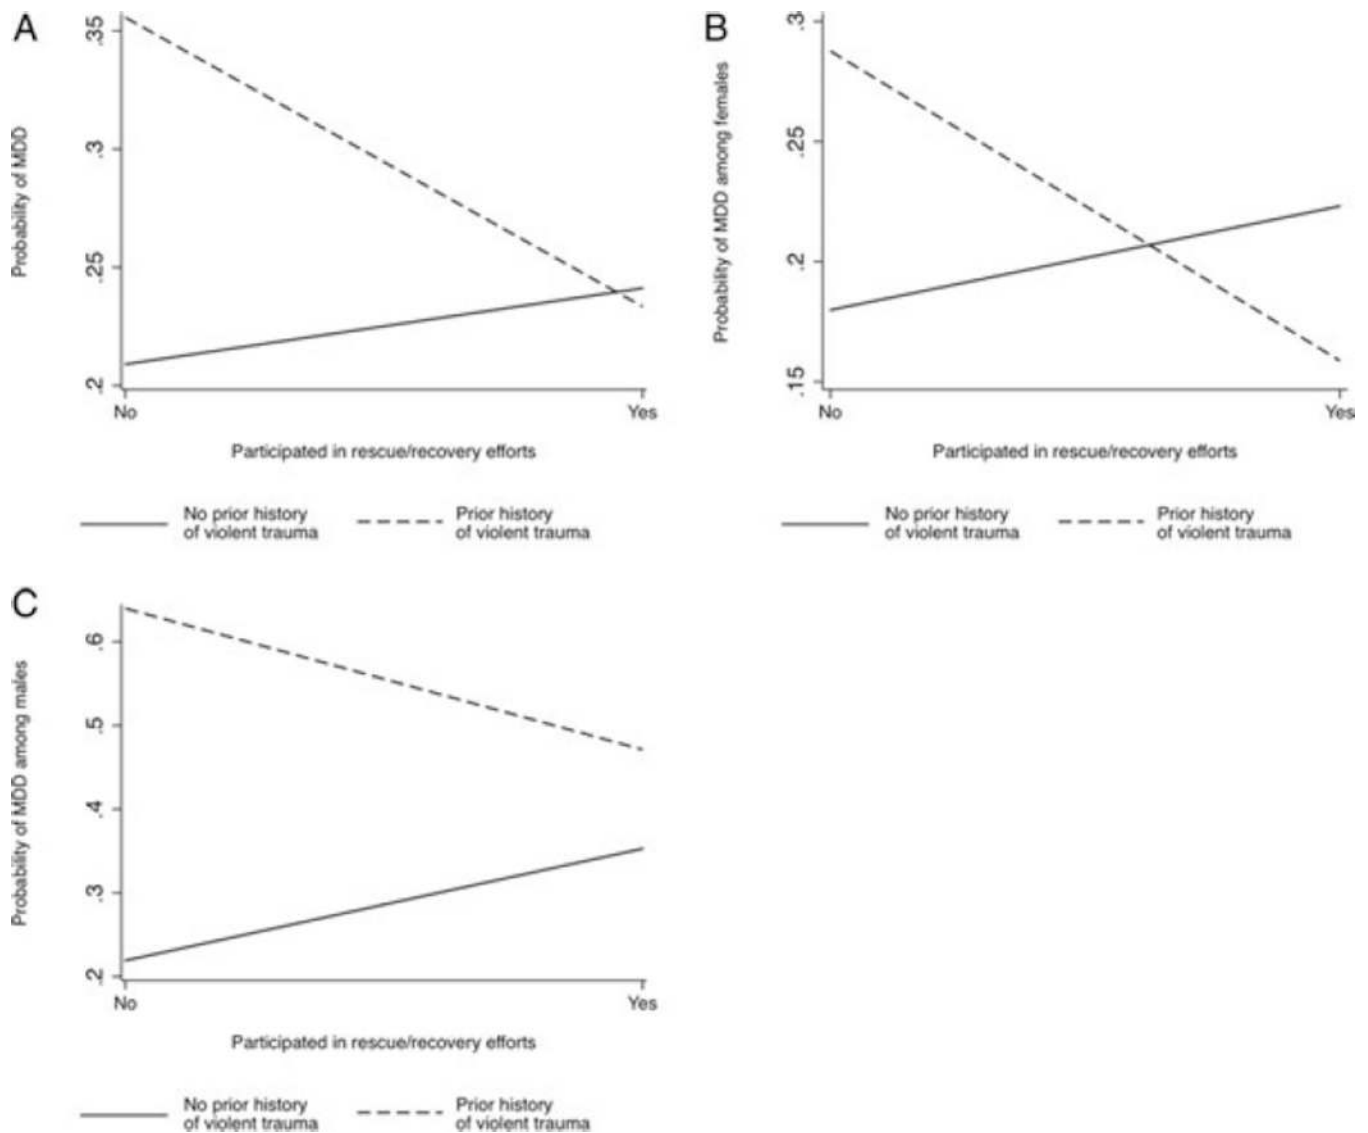 A
Probability of MDD
.35
.3
.25
.2
No
Yes
Participated in rescue/recovery efforts
No prior history
of violent trauma
Prior history
of violent trauma
B
Probability of MDD among females
.3
.25
.2
.15
No
Yes
Participated in rescue/recovery efforts
No prior history
of violent trauma
Prior history
of violent trauma
C
Probability of MDD among males
.6
.5
.4
.3
.2
No
Yes
Participated in rescue/recovery efforts
No prior history
of violent trauma
Prior history
of violent trauma